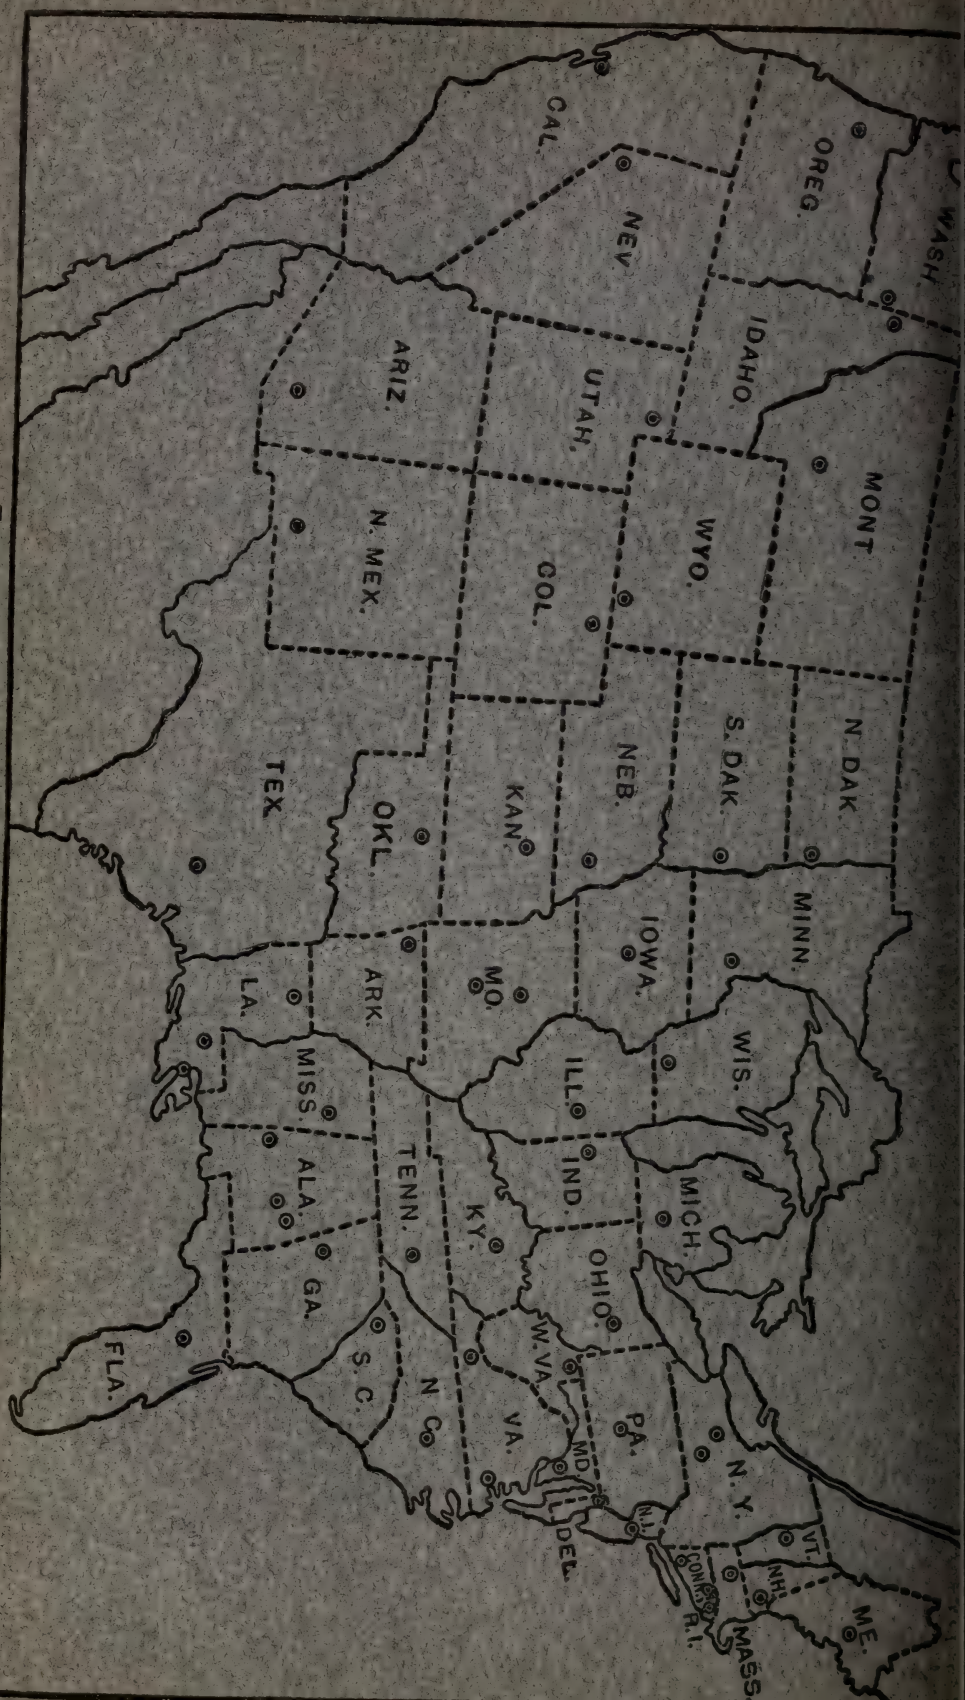 WASH.
OREG.
CAL.
NEV.
IDAHO.
MONT.
UTAH.
ARIZ.
WYO.
COL.
N. MEX.
N. DAK.
S. DAK.
NEB.
KAN.
OKL.
TEX.
MINN.
IOWA.
MO.
ARK.
LA.
WIS.
ILL.
MISS.
MICH.
IND.
OHIO.
KY.
TENN.
ALA.
GA.
FLA.
S. C.
N. C.
W. VA.
VA.
PA.
MD.
DEL.
N.J.
N. Y.
VT.
N.H.
ME.
MASS.
CONN.
R.I.